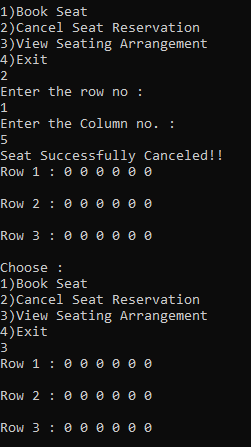 1)Book Seat
2)Cancel Seat Reservation
3)View Seating Arrangement
4)Exit
2
Enter the row no :
1
Enter the Column no. :
5
Seat Successfully Canceled!!
Row 1 : 0 0 0 0 0 0
Row 2 : 0 0 0 0 0 0
Row 3 : 0 0 0 0 0 0
Choose :
1)Book Seat
2)Cancel Seat Reservation
3)View Seating Arrangement
4)Exit
3
Row 1 : 0 0 0 0 0 0
Row 2 : 0 0 0 0 0 0
Row 3 : 0 0 0 0 0 0